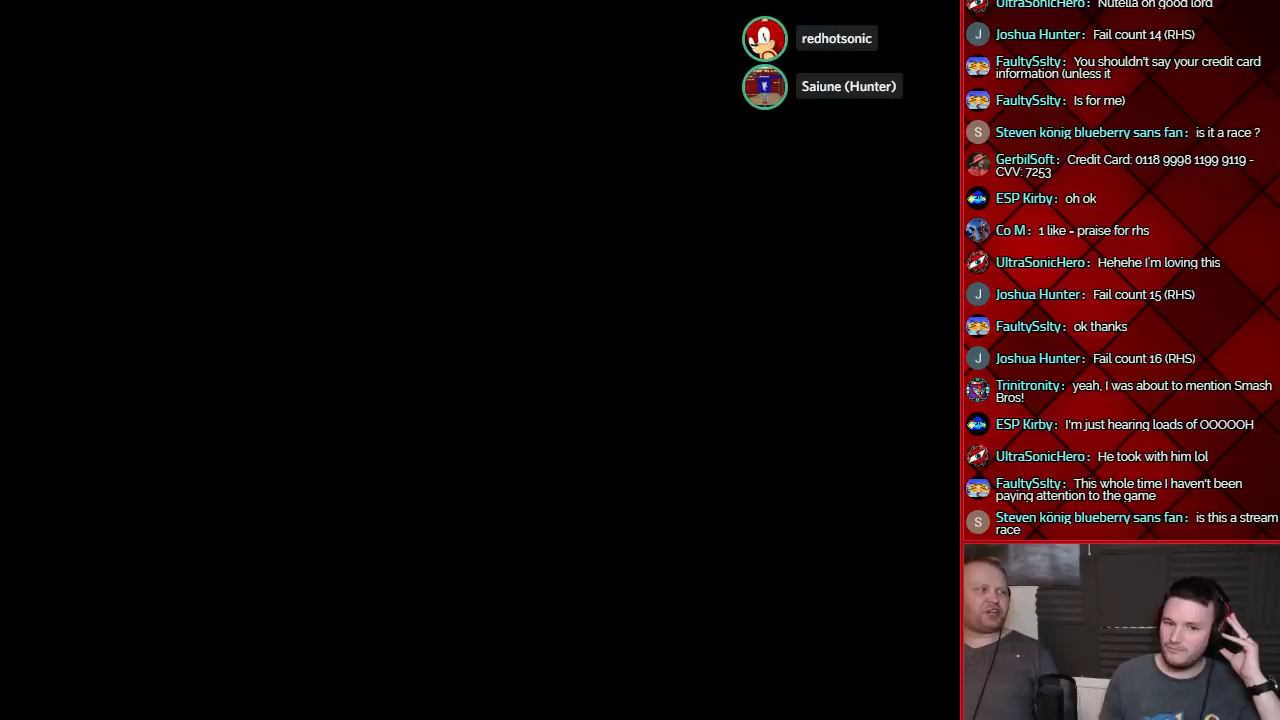 redhotsonic
Saiune (Hunter)
UltraSonicHero: Nutella oh good lord
J
Joshua Hunter: Fail count 14 (RHS)
FaultySsIty: You shouldn't say your credit card
information (unless it
FaultySsIty: Is for me)
S
Steven könig blueberry sans fan: is it a race ?
GerbilSoft: Credit Card: 0118 9998 1199 9119 -
CVV: 7253
ESP Kirby: oh ok
Co M: 1 like = praise for rhs
UltraSonicHero: Hehehe I'm loving this
J
Joshua Hunter: Fail count 15 (RHS)
FaultySsIty: ok thanks
J
Joshua Hunter: Fail count 16 (RHS)
Trinitronity: yeah, I was about to mention Smash
Bros!
ESP Kirby: I'm just hearing loads of OOOOOH
UltraSonicHero: He took with him lol
FaultySsIty: This whole time I haven't been
paying attention to the game
S
Steven könig blueberry sans fan: is this a stream
race